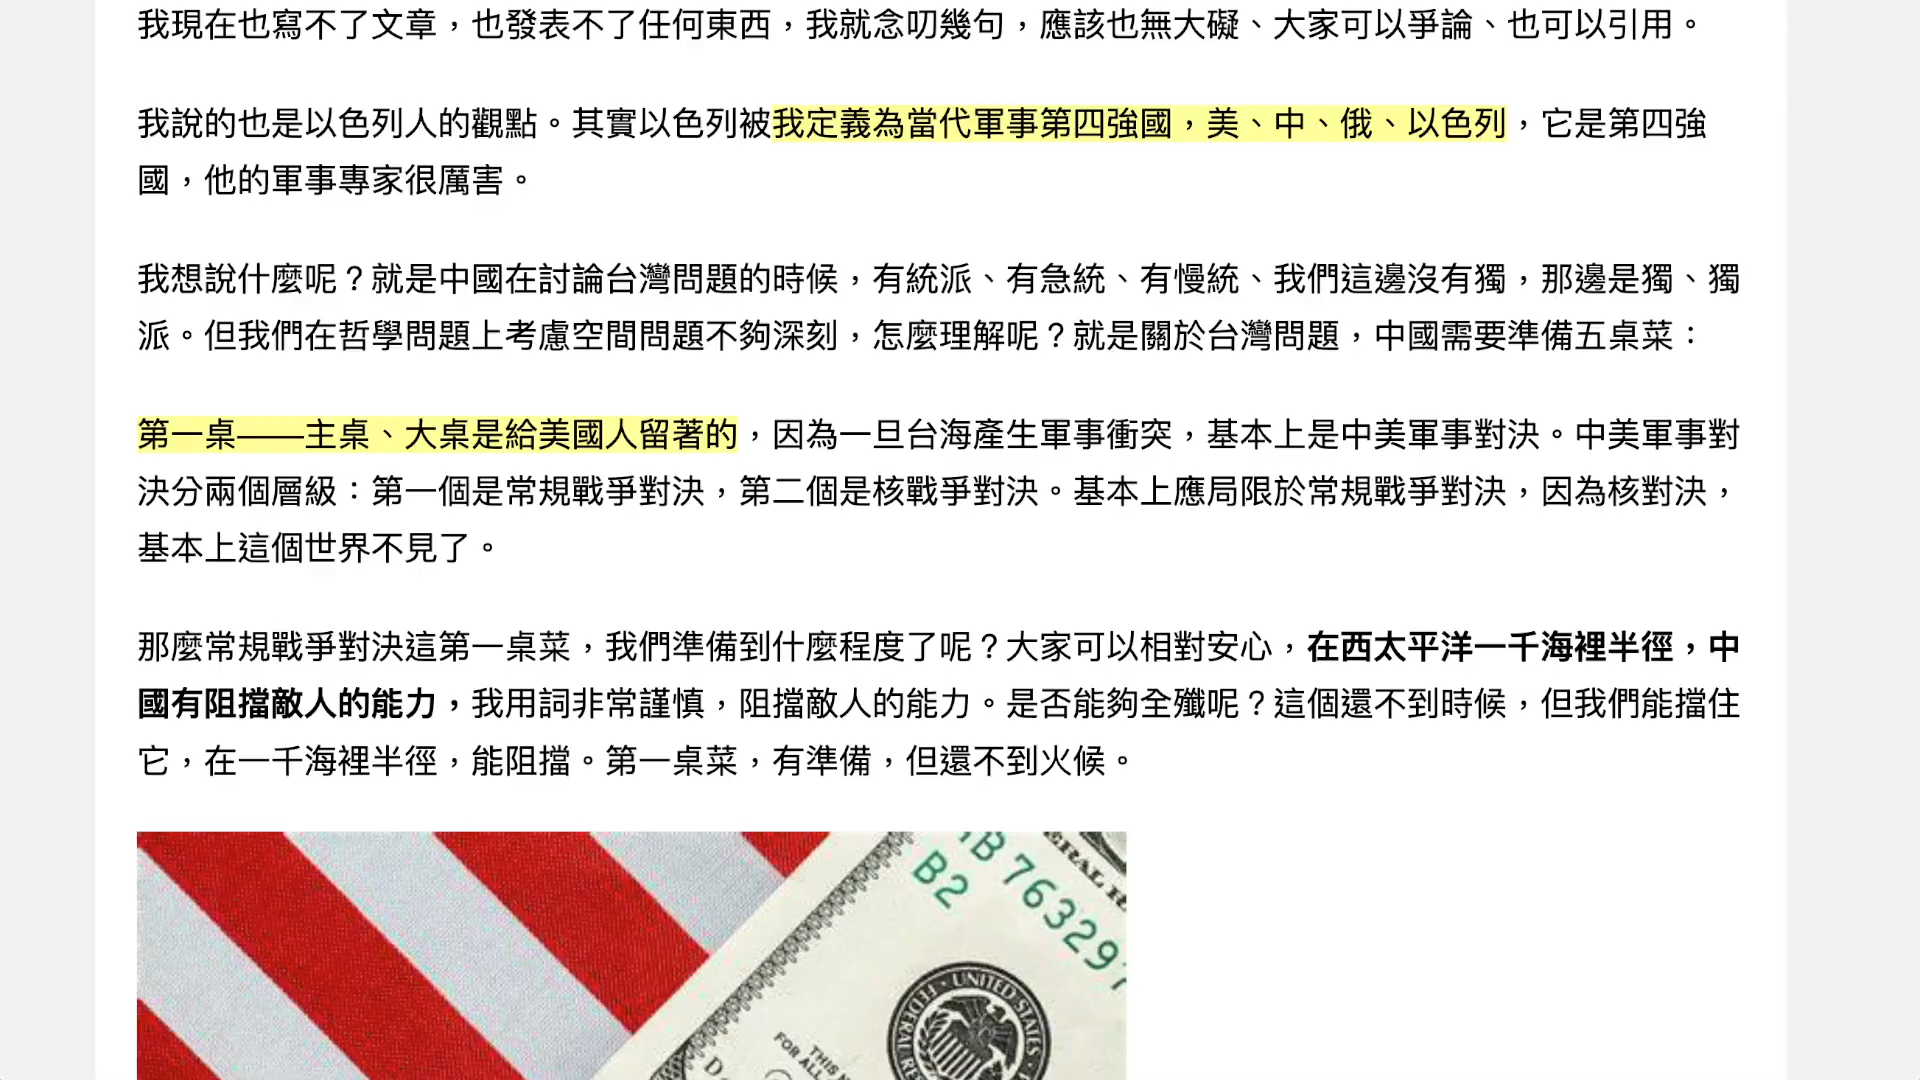 我現在也寫不了文章，也發表不了任何東西，我就念叨幾句，應該也無大礙、大家可以爭論、也可以引用。
我說的也是以色列人的觀點。其實以色列被我定義為當代軍事第四強國，美、中、俄、以色列，它是第四強
國，他的軍事專家很厲害。
我想說什麼呢？就是中國在討論台灣問題的時候，有統派、有急統、有慢統、我們這邊沒有獨，那邊是獨、獨
派。但我們在哲學問題上考慮空間問題不夠深刻，怎麼理解呢？就是關於台灣問題，中國需要準備五桌菜：
第一桌——主桌、大桌是給美國人留著的，因為一旦台海產生軍事衝突，基本上是中美軍事對決。中美軍事對
決分兩個層級：第一個是常規戰爭對決，第二個是核戰爭對決。基本上應局限於常規戰爭對決，因為核對決，
基本上這個世界不見了。
那麼常規戰爭對決這第一桌菜，我們準備到什麼程度了呢？大家可以相對安心，在西太平洋一千海裡半徑，中
國有阻擋敵人的能力，我用詞非常謹慎，阻擋敵人的能力。是否能夠全殲呢？這個還不到時候，但我們能擋住
它，在一千海裡半徑，能阻擋。第一桌菜，有準備，但還不到火候。
B 763297
B2
UNITED STATES
FEDERAL
THIS
FOR ALL